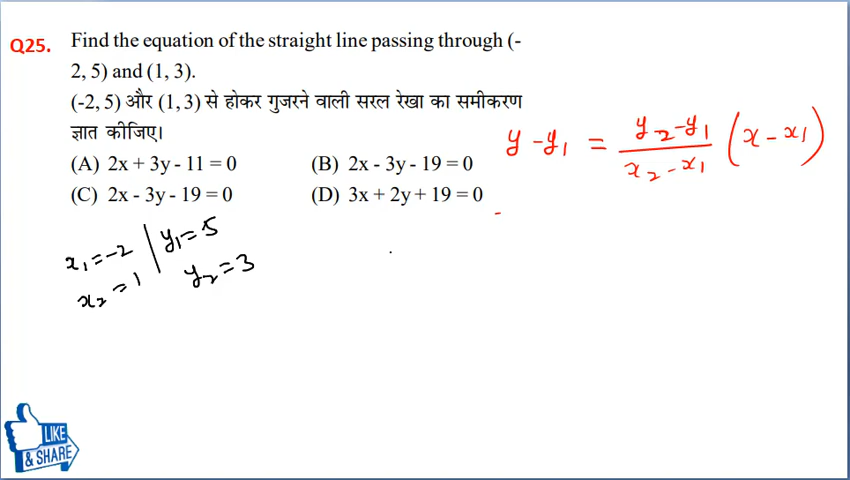 Q25. Find the equation of the straight line passing through (-
2, 5) and (1, 3).
(-2, 5) और (1, 3) से होकर गुजरने वाली सरल रेखा का समीकरण
ज्ञात कीजिए।
(A) 2x + 3y - 11 = 0 (B) 2x - 3y - 19 = 0
(C) 2x - 3y - 19 = 0 (D) 3x + 2y + 19 = 0
y - y₁ = (y₂ - y₁)/(x₂ - x₁) (x - x₁)
x₁ = -2 | y₁ = 5
x₂ = 1 y₂ = 3
LIKE
& SHARE